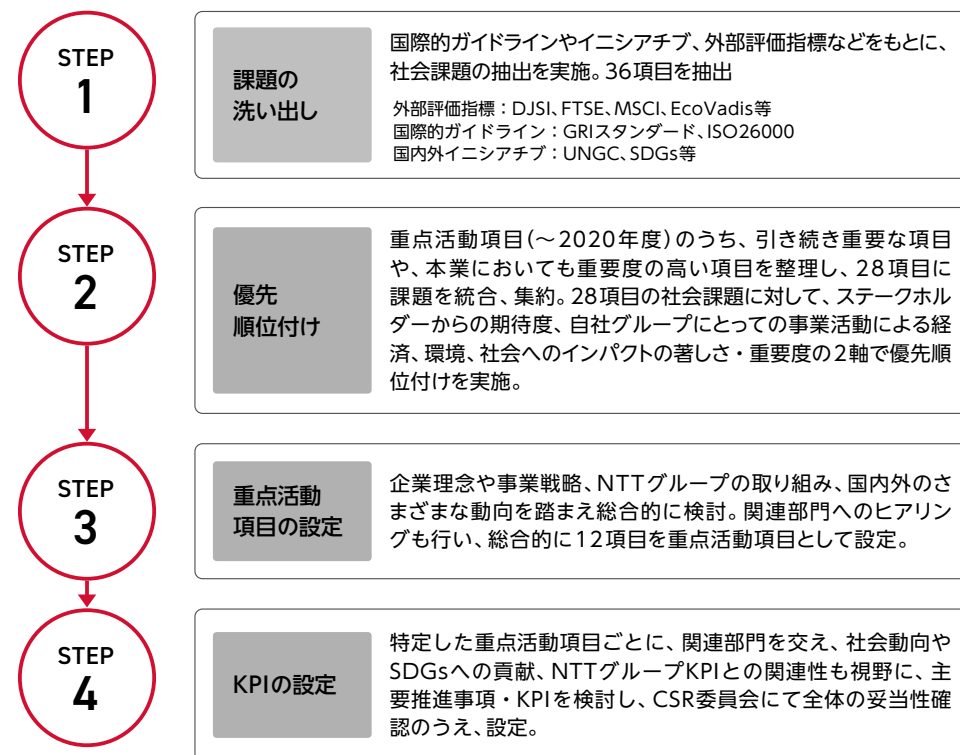 STEP
1
課題の
洗い出し
国際的ガイドラインやイニシアチブ、外部評価指標などをもとに、
社会課題の抽出を実施。36項目を抽出
外部評価指標：DJSI、FTSE、MSCI、EcoVadis等
国際的ガイドライン：GRIスタンダード、ISO26000
国内外イニシアチブ：UNGC、SDGs等
STEP
2
優先
順位付け
重点活動項目（～2020年度）のうち、引き続き重要な項目
や、本業においても重要度の高い項目を整理し、28項目に
課題を統合、集約。28項目の社会課題に対して、ステークホル
ダーからの期待度、自社グループにとっての事業活動による経
済、環境、社会へのインパクトの著しさ・重要度の2軸で優先順
位付けを実施。
STEP
3
重点活動
項目の設定
企業理念や事業戦略、NTTグループの取り組み、国内外のさ
まざまな動向を踏まえ総合的に検討。関連部門へのヒアリン
グも行い、総合的に12項目を重点活動項目として設定。
STEP
4
KPIの設定
特定した重点活動項目ごとに、関連部門を交え、社会動向や
SDGsへの貢献、NTTグループKPIとの関連性も視野に、主
要推進事項・KPIを検討し、CSR委員会にて全体の妥当性確
認のうえ、設定。